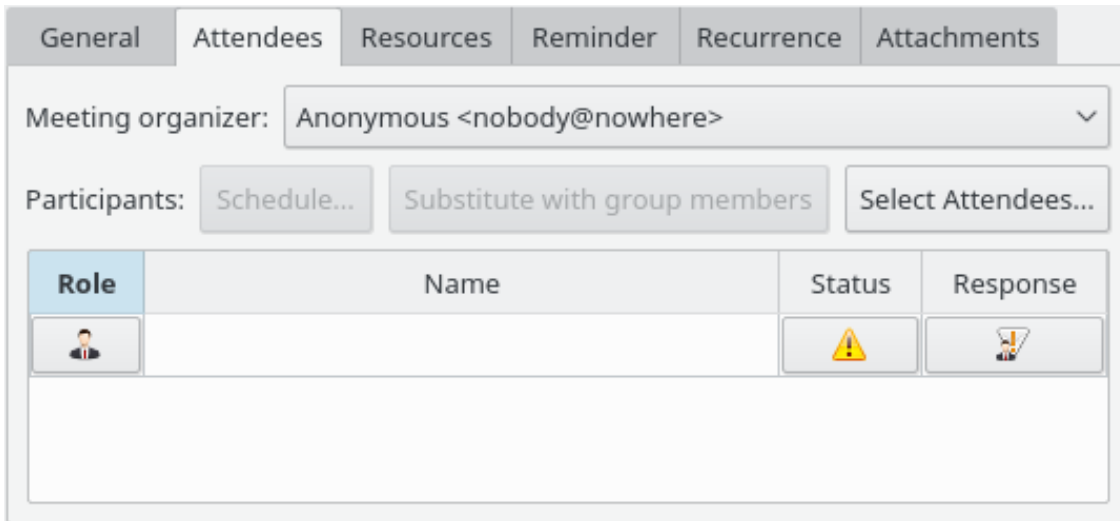 General Attendees Resources Reminder Recurrence Attachments
Meeting organizer: Anonymous <nobody@nowhere>
Participants: Schedule... Substitute with group members Select Attendees...
Role Name Status Response